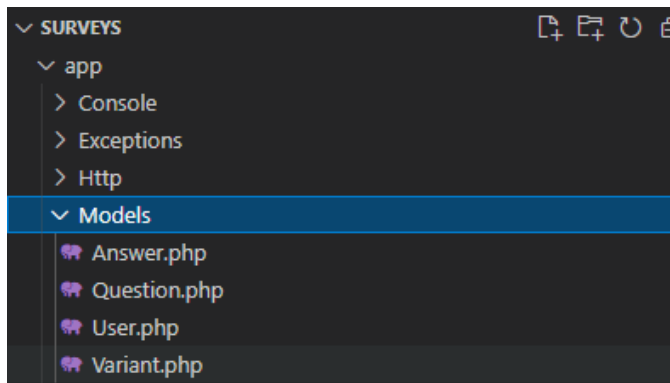 SURVEYS
app
Console
Exceptions
Http
Models
Answer.php
Question.php
User.php
Variant.php